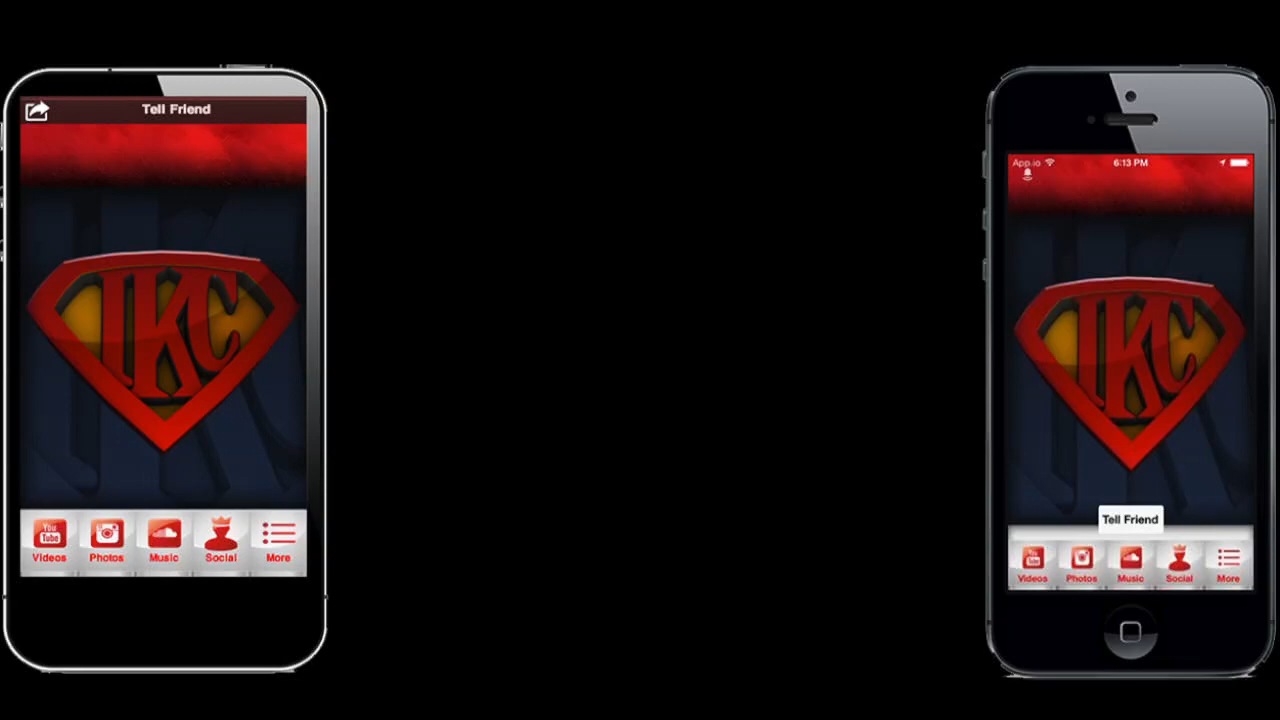 Tell Friend
IKC
You
Tube
Videos
Photos
Music
Social
More
App.io
6:13 PM
IKC
Tell Friend
You
Tube
Videos
Photos
Music
Social
More